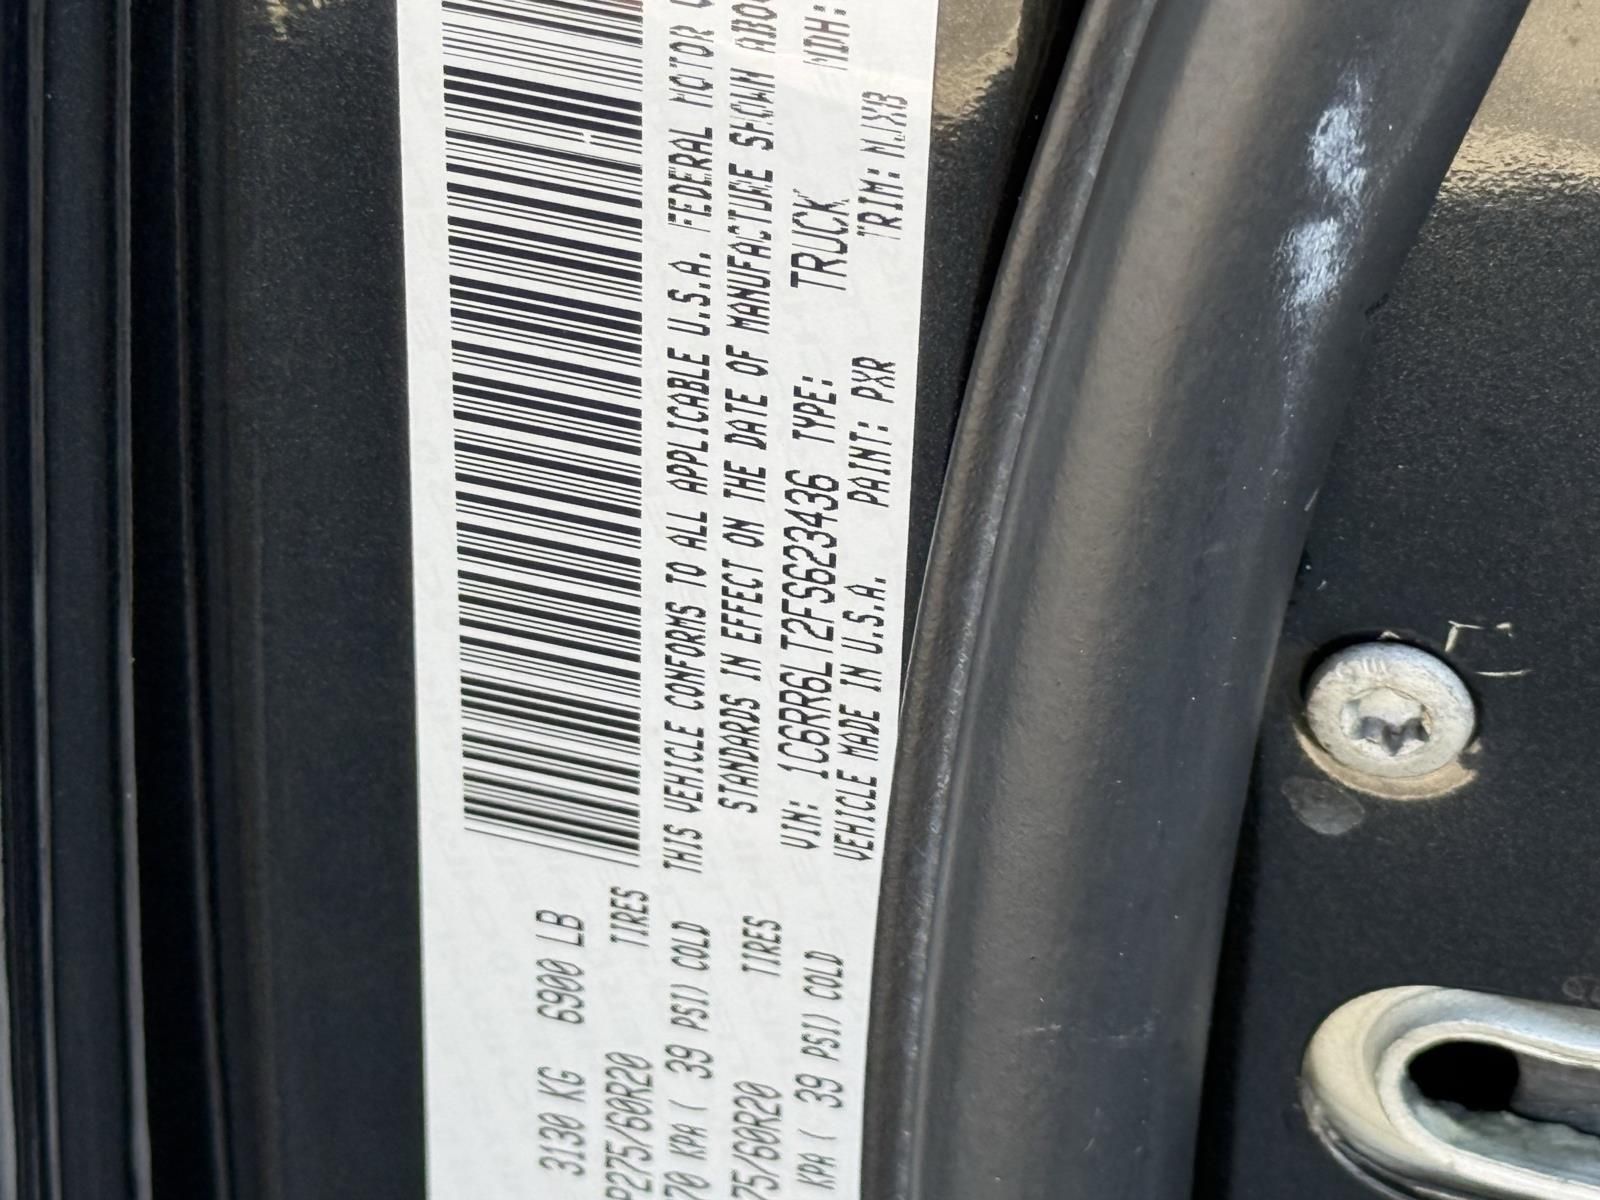 3130 KG 6900 LB
P275/60R20 TIRES
70 KPA ( 39 PSI) COLD
75/60R20 TIRES
KPA ( 39 PSI) COLD
THIS VEHICLE CONFORMS TO ALL APPLICABLE U.S.A. FEDERAL MOTOR
STANDARDS IN EFFECT ON THE DATE OF MANUFACTURE SHOWN ABO
VIN: 1C6RR6LT2FS623436 TYPE: TRUCK
VEHICLE MADE IN U.S.A. PAINT: PXR TRIM: MDH: